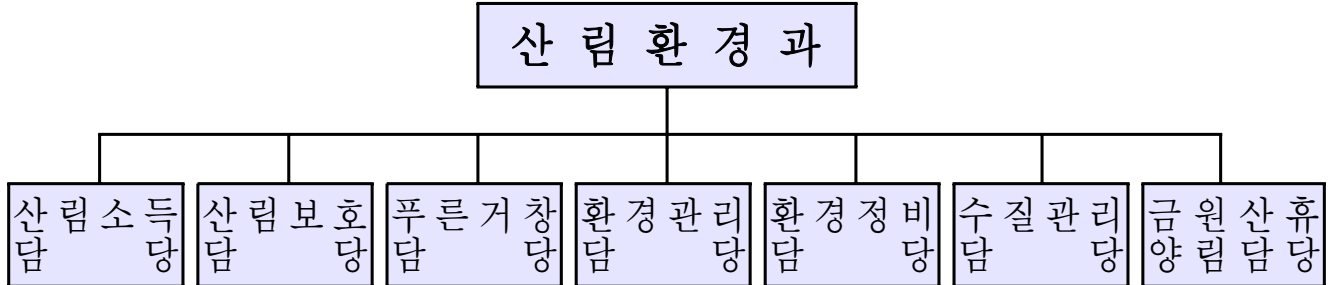 산림환경과
산림소득
담당
산림보호
담당
푸른거창
담당
환경관리
담당
환경정비
담당
수질관리
담당
금원산휴
양림담당